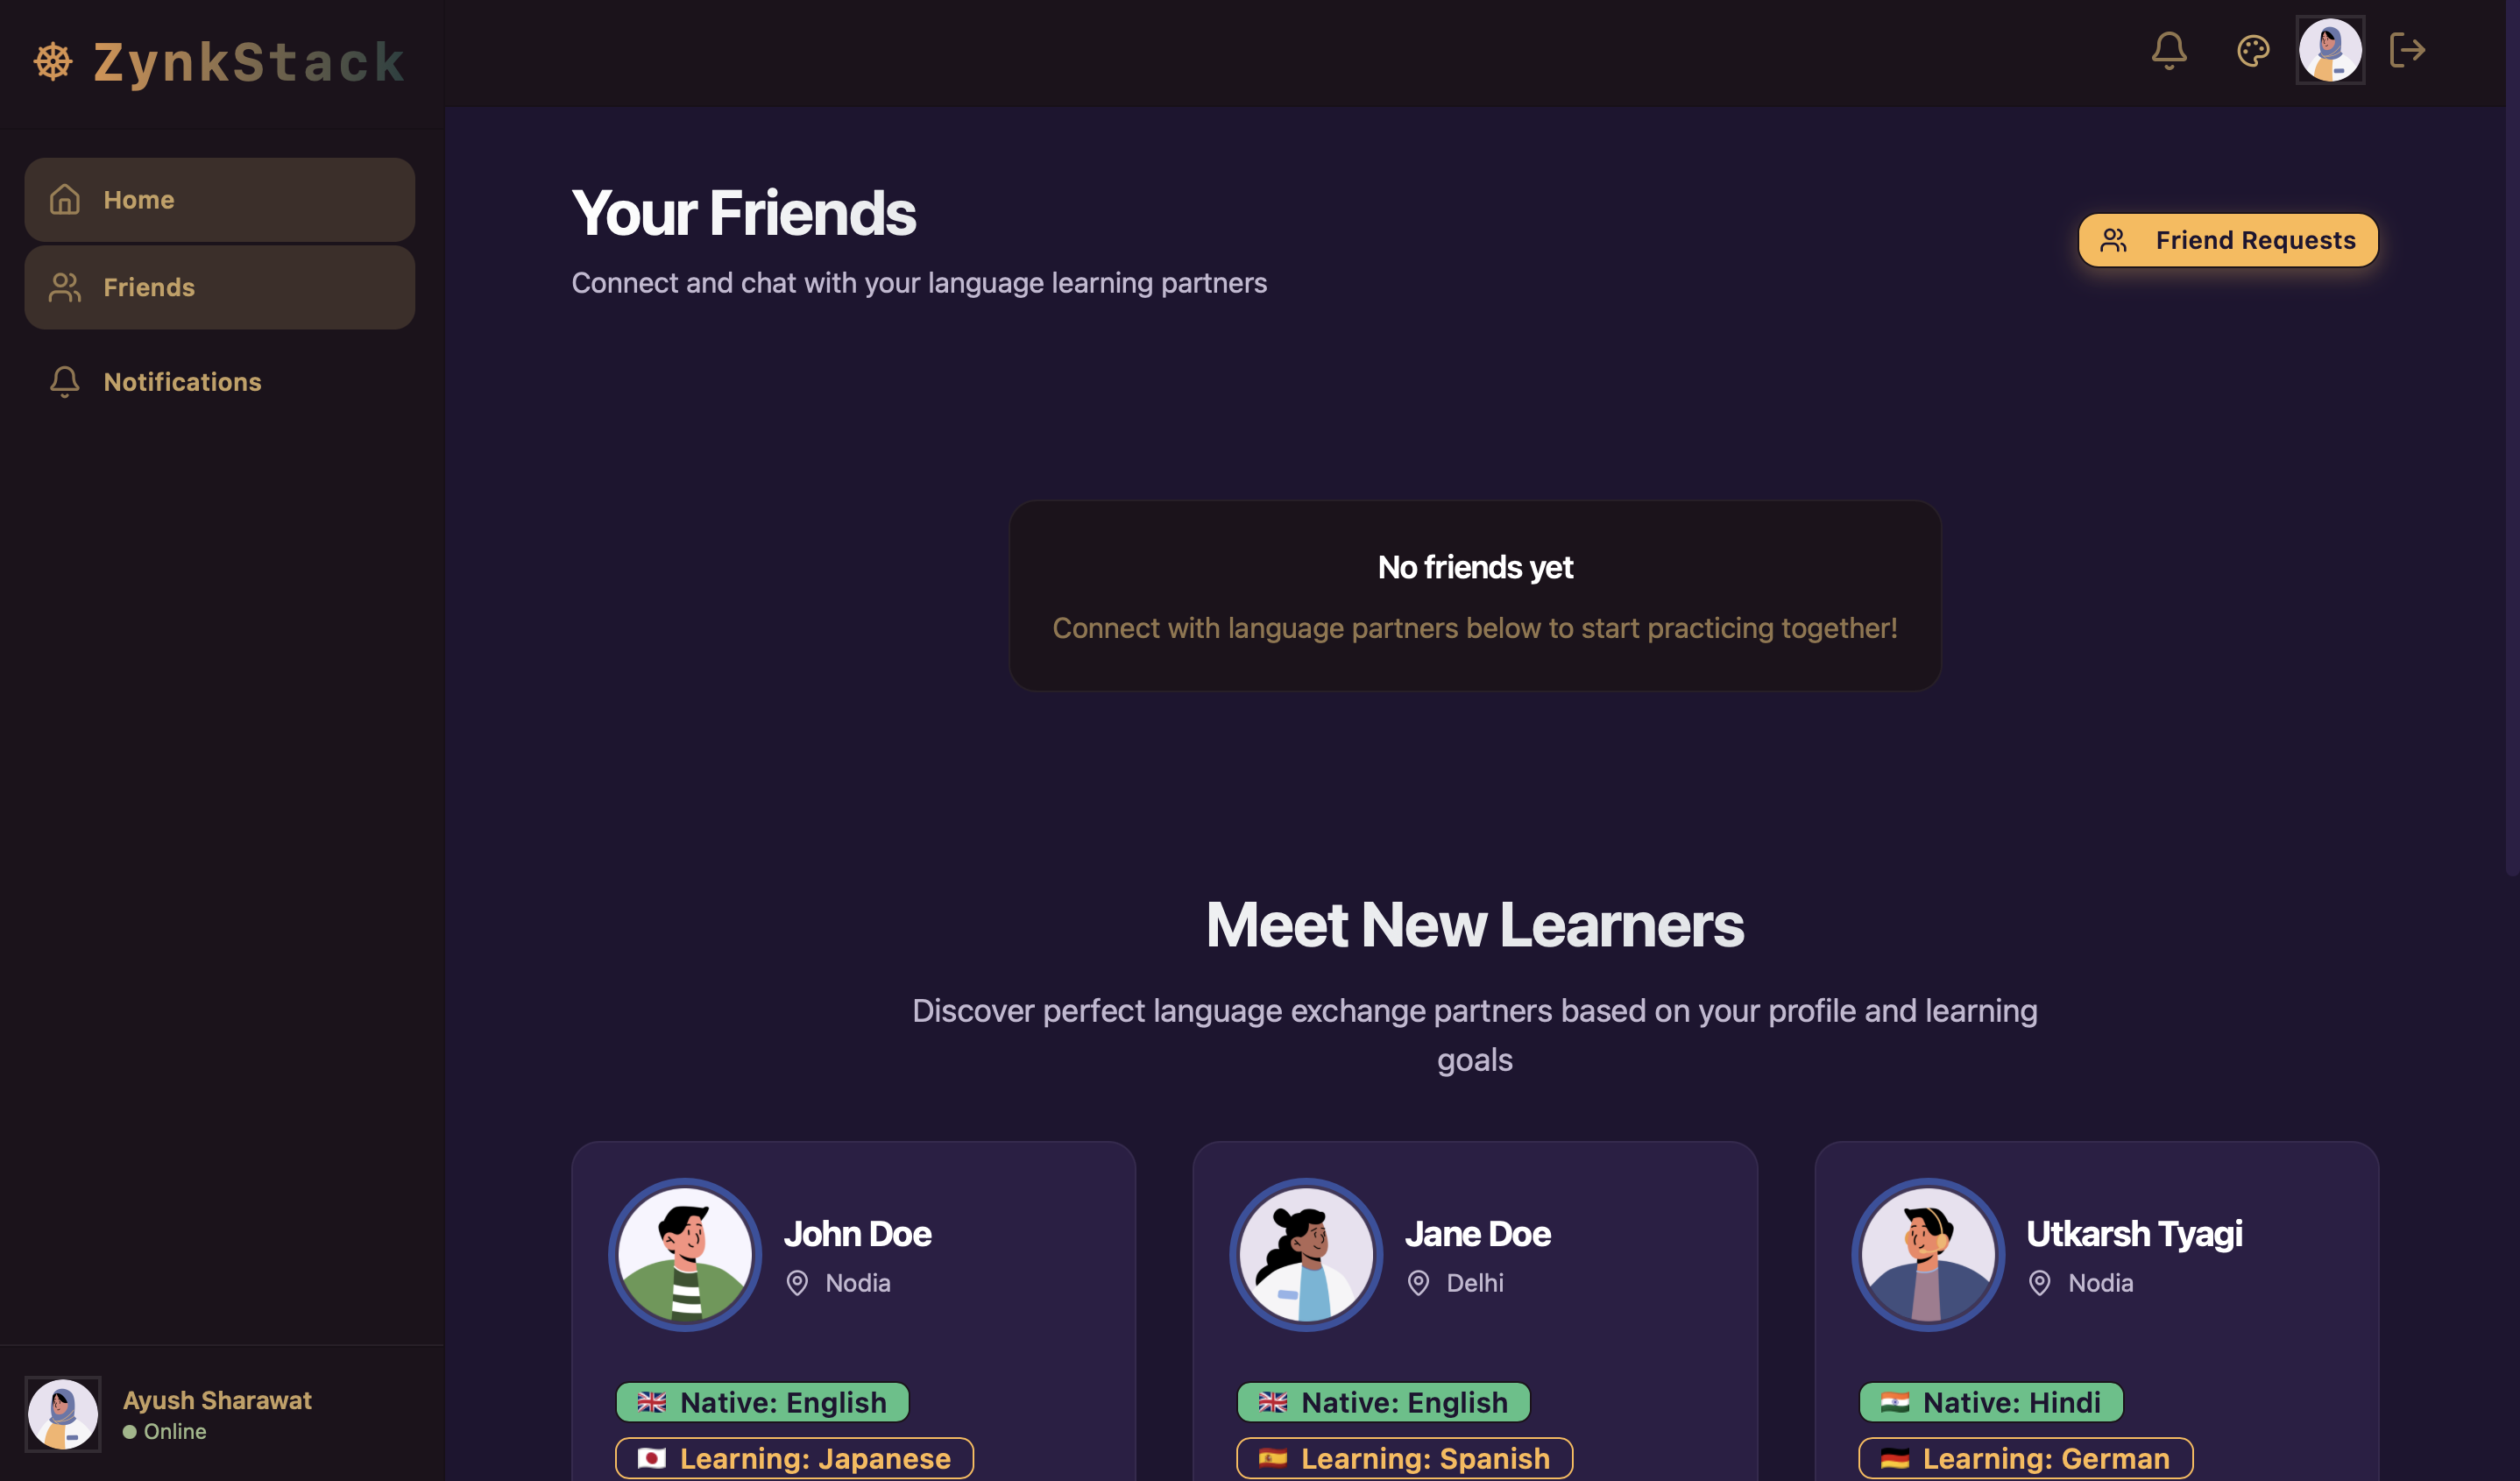 ZynkStack
Home
Friends
Notifications
Your Friends
Connect and chat with your language learning partners
Friend Requests
No friends yet
Connect with language partners below to start practicing together!
Meet New Learners
Discover perfect language exchange partners based on your profile and learning
goals
John Doe
Nodia
Native: English
Learning: Japanese
Jane Doe
Delhi
Native: English
Learning: Spanish
Utkarsh Tyagi
Nodia
Native: Hindi
Learning: German
Ayush Sharawat
Online